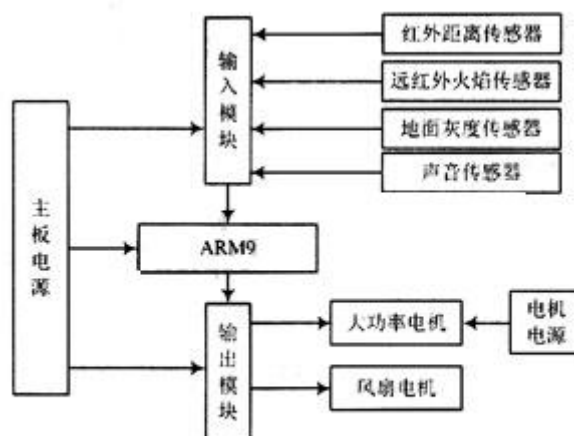 红外距离传感器
输入模块
远红外火焰传感器
地面灰度传感器
声音传感器
主板电源
ARM9
输出模块
大功率电机
电机
电源
风扇电机